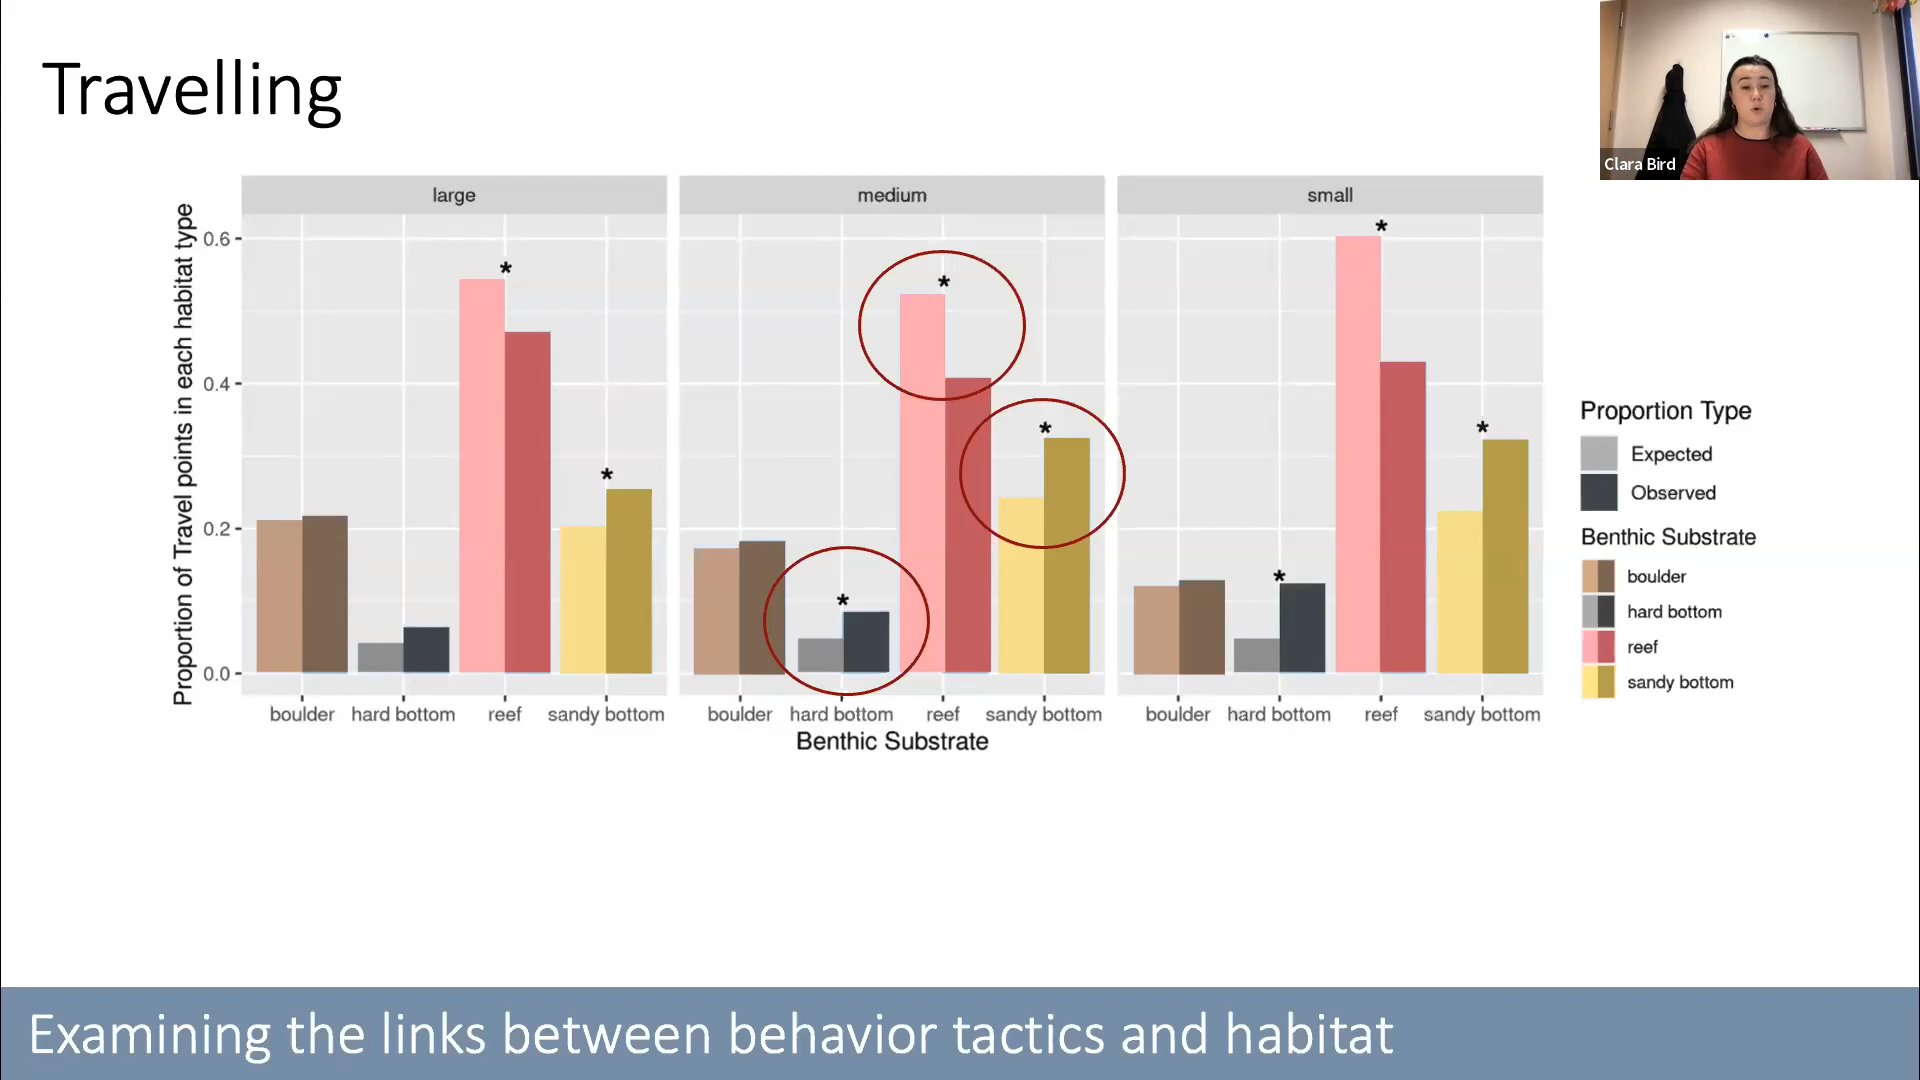 Travelling
Clara Bird
large
medium
small
Proportion of Travel points in each habitat type
0.6
0.4
0.2
0.0
*
*
*
*
*
*
*
*
boulder hard bottom reef sandy bottom
boulder hard bottom reef sandy bottom
boulder hard bottom reef sandy bottom
Benthic Substrate
Proportion Type
Expected
Observed
Benthic Substrate
boulder
hard bottom
reef
sandy bottom
Examining the links between behavior tactics and habitat